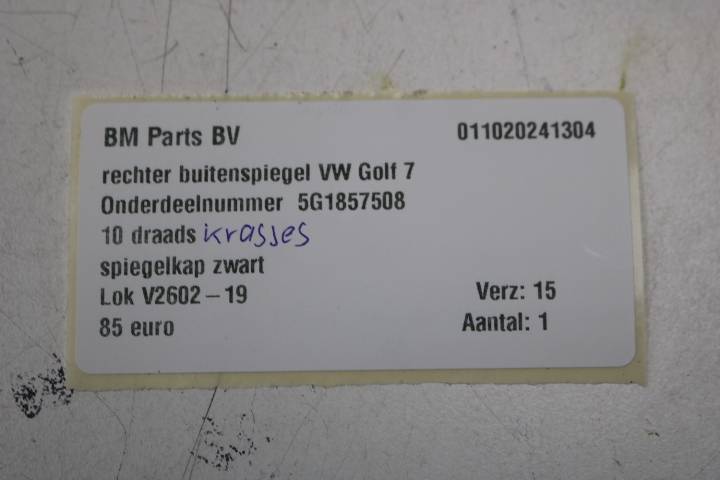 BM Parts BV 011020241304
rechter buitenspiegel VW Golf 7
Onderdeelnummer 5G1857508
10 draads krasses
spiegelkap zwart
Lok V2602-19 Verz: 15
85 euro Aantal: 1